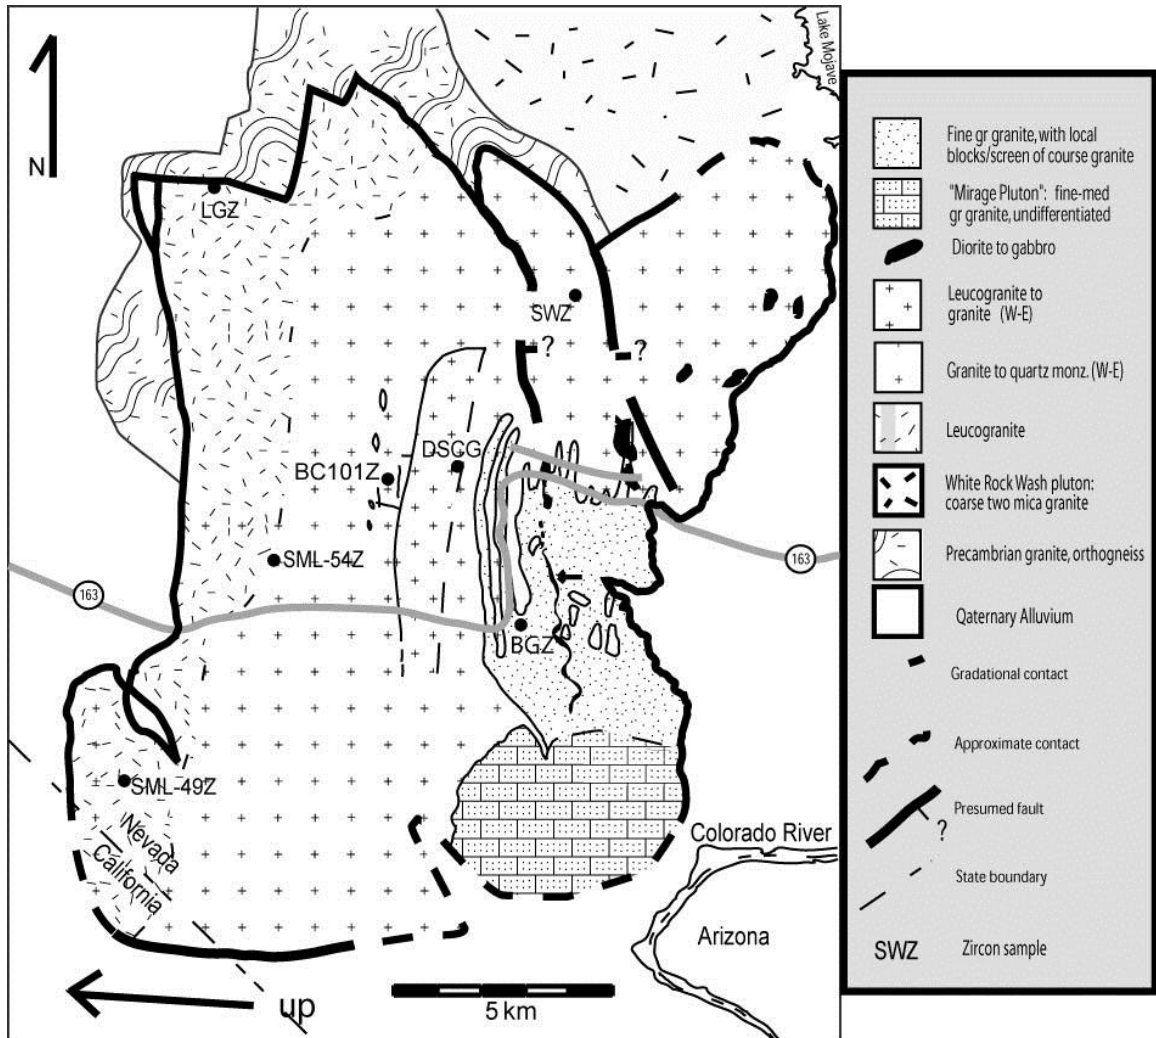 Lake Mojave
N
LGZ
SWZ
?
?
DSCG
BC101Z
SML-54Z
163
163
BGZ
SML-49Z
Nevada
California
Colorado River
Arizona
up
5 km
Fine gr granite, with local
blocks/screen of course granite
"Mirage Pluton": fine-med
gr granite, undifferentiated
Diorite to gabbro
Leucogranite to
granite (W-E)
Granite to quartz monz. (W-E)
Leucogranite
White Rock Wash pluton:
coarse two mica granite
Precambrian granite, orthogneiss
Qaternary Alluvium
Gradational contact
Approximate contact
Presumed fault
?
State boundary
SWZ
Zircon sample